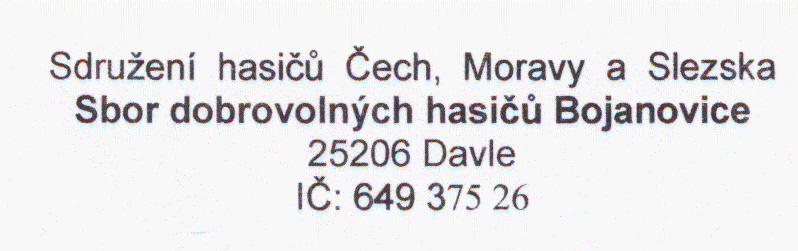 Sdružení hasičů Čech, Moravy a Slezska
Sbor dobrovolných hasičů Bojanovice
25206 Davle
IČ: 649 375 26